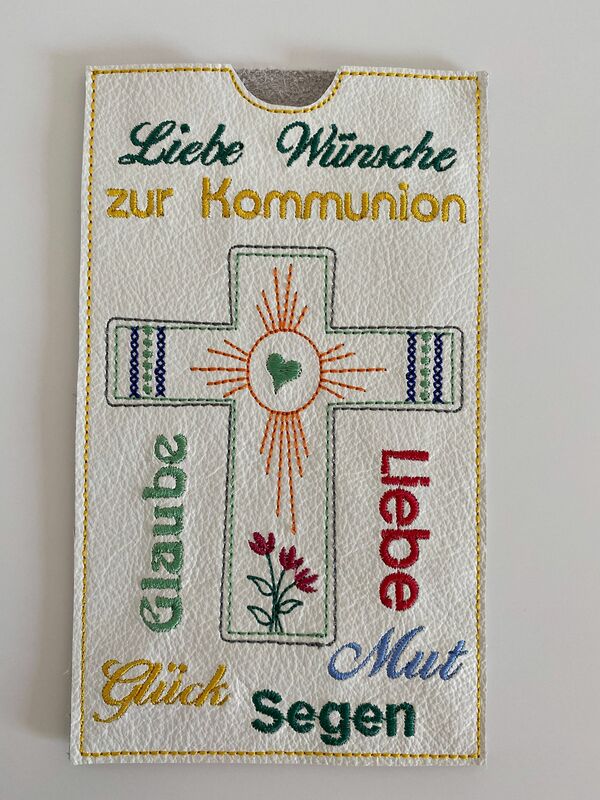 Liebe Wünsche
zur Kommunion
Glaube
Liebe
Mut
Glück
Segen